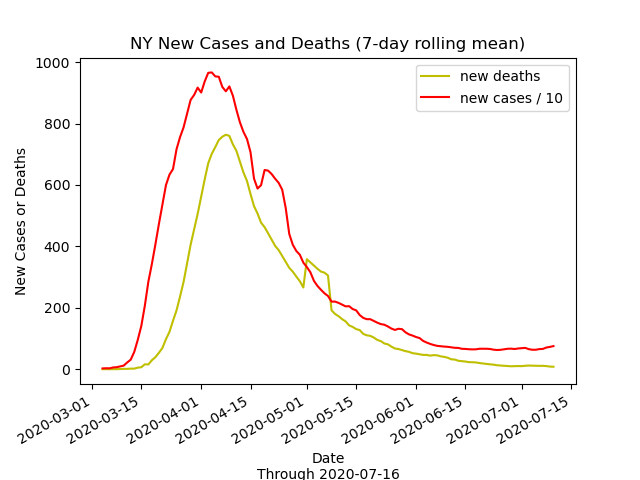 NY New Cases and Deaths (7-day rolling mean)
new deaths
new cases / 10
New Cases or Deaths
1000
800
600
400
200
0
2020-03-01
2020-03-15
2020-04-01
2020-04-15
2020-05-01
2020-05-15
2020-06-01
2020-06-15
2020-07-01
2020-07-15
Date
Through 2020-07-16